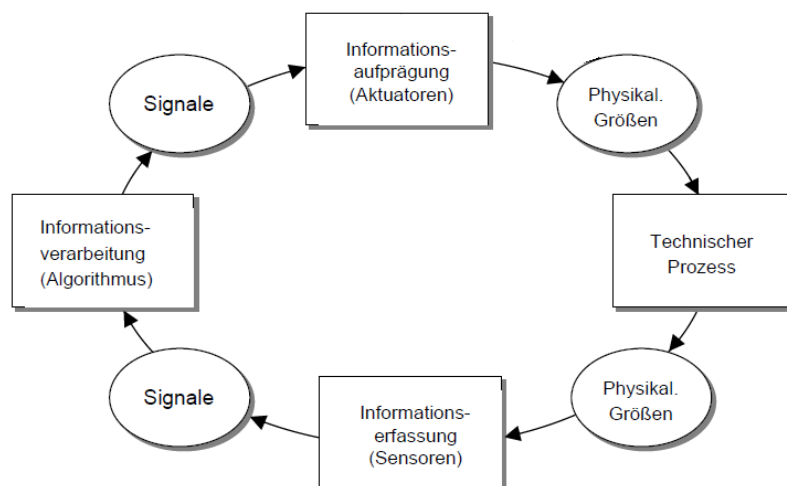 Informations-
aufprägung
(Aktuatoren)
Signale
Physikal.
Größen
Informations-
verarbeitung
(Algorithmus)
Technischer
Prozess
Signale
Informations-
erfassung
(Sensoren)
Physikal.
Größen